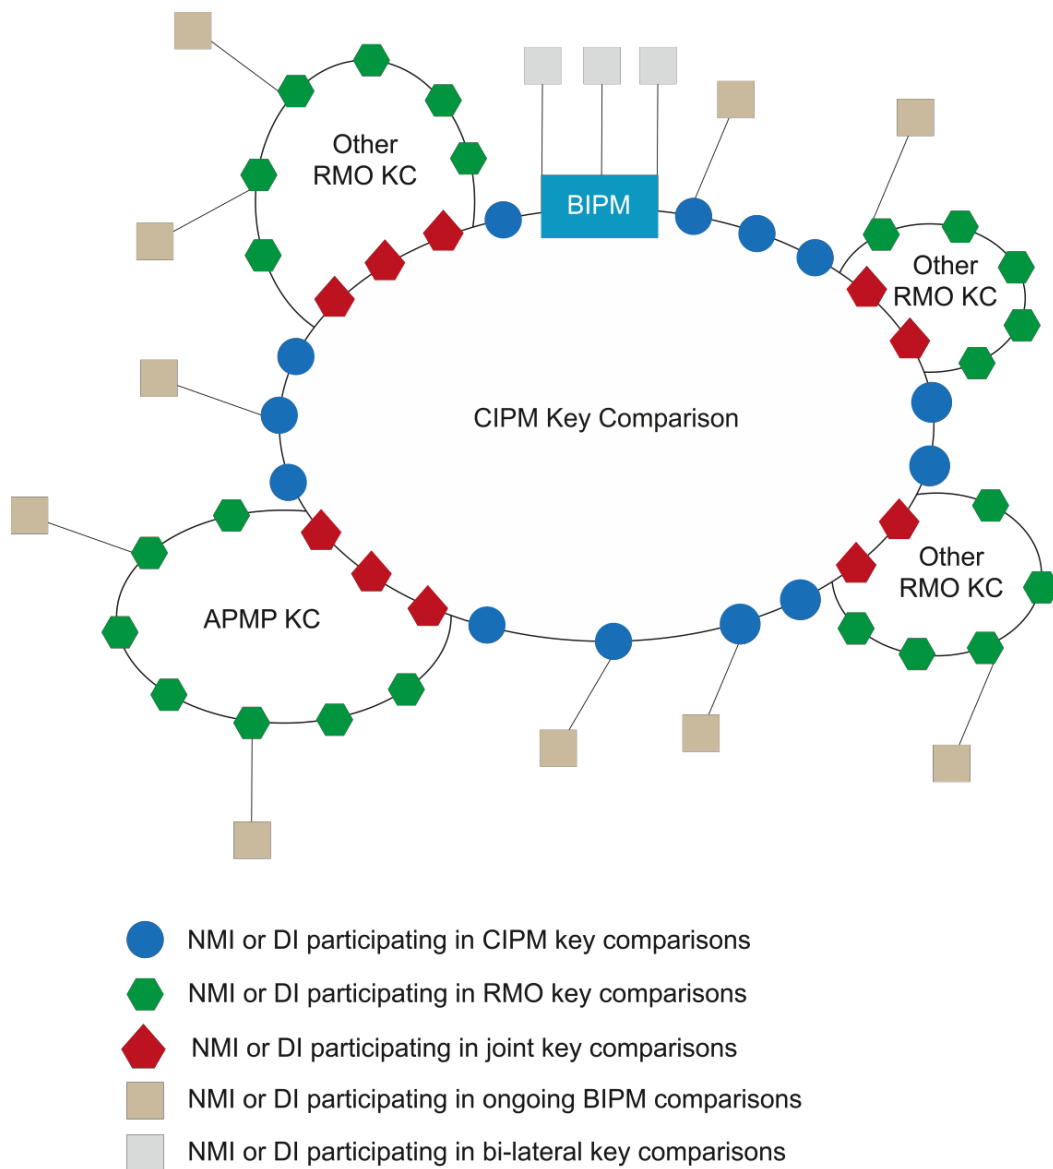 Other
RMO KC
BIPM
Other
RMO KC
CIPM Key Comparison
Other
RMO KC
APMP KC
NMI or DI participating in CIPM key comparisons
NMI or DI participating in RMO key comparisons
NMI or DI participating in joint key comparisons
NMI or DI participating in ongoing BIPM comparisons
NMI or DI participating in bi-lateral key comparisons